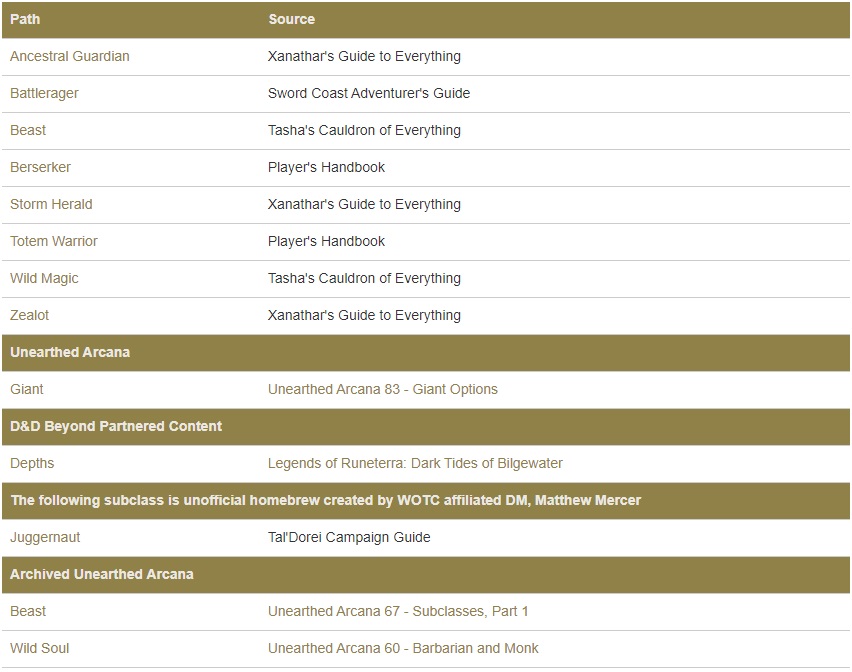 Path Source
Ancestral Guardian Xanathar's Guide to Everything
Battlerager Sword Coast Adventurer's Guide
Beast Tasha's Cauldron of Everything
Berserker Player's Handbook
Storm Herald Xanathar's Guide to Everything
Totem Warrior Player's Handbook
Wild Magic Tasha's Cauldron of Everything
Zealot Xanathar's Guide to Everything
Unearthed Arcana
Giant Unearthed Arcana 83 - Giant Options
D&D Beyond Partnered Content
Depths Legends of Runeterra: Dark Tides of Bilgewater
The following subclass is unofficial homebrew created by WOTC affiliated DM, Matthew Mercer
Juggernaut Tal'Dorei Campaign Guide
Archived Unearthed Arcana
Beast Unearthed Arcana 67 - Subclasses, Part 1
Wild Soul Unearthed Arcana 60 - Barbarian and Monk